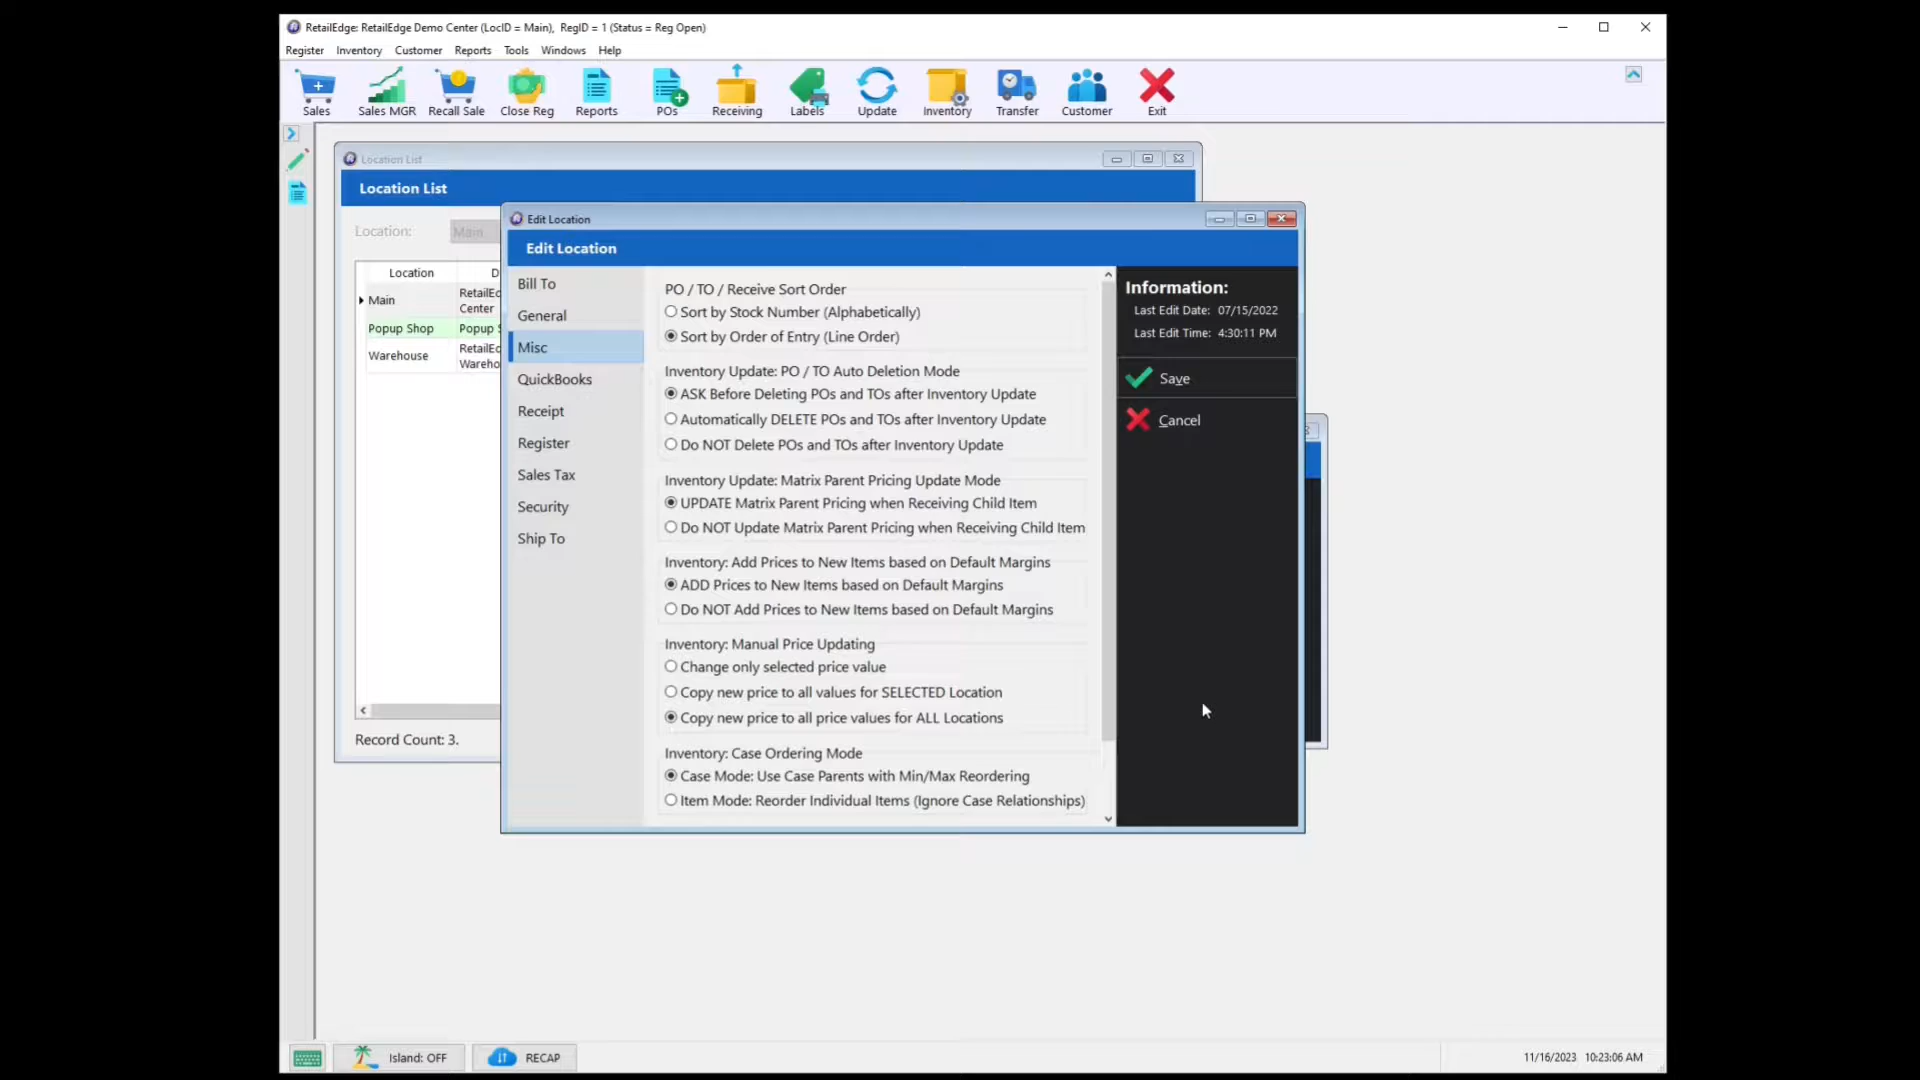 RetailEdge: RetailEdge Demo Center (LocID = Main),  RegID = 1 (Status = Reg Open)
Register Inventory Customer Reports Tools Windows Help
Sales Sales MGR Recall Sale Close Reg Reports POs Receiving Labels Update Inventory Transfer Customer Exit
Location List
Location List
Location: Main
Location D
Main RetailEd
Center
Popup Shop Popup S
Warehouse RetailEd
Wareho
Record Count: 3.
Edit Location
Edit Location
Bill To
General
Misc
QuickBooks
Receipt
Register
Sales Tax
Security
Ship To
PO / TO / Receive Sort Order
Sort by Stock Number (Alphabetically)
Sort by Order of Entry (Line Order)
Inventory Update: PO / TO Auto Deletion Mode
ASK Before Deleting POs and TOs after Inventory Update
Automatically DELETE POs and TOs after Inventory Update
Do NOT Delete POs and TOs after Inventory Update
Inventory Update: Matrix Parent Pricing Update Mode
UPDATE Matrix Parent Pricing when Receiving Child Item
Do NOT Update Matrix Parent Pricing when Receiving Child Item
Inventory: Add Prices to New Items based on Default Margins
ADD Prices to New Items based on Default Margins
Do NOT Add Prices to New Items based on Default Margins
Inventory: Manual Price Updating
Change only selected price value
Copy new price to all values for SELECTED Location
Copy new price to all price values for ALL Locations
Inventory: Case Ordering Mode
Case Mode: Use Case Parents with Min/Max Reordering
Item Mode: Reorder Individual Items (Ignore Case Relationships)
Information:
Last Edit Date: 07/15/2022
Last Edit Time: 4:30:11 PM
Save
Cancel
Island: OFF RECAP 11/16/2023 10:23:06 AM